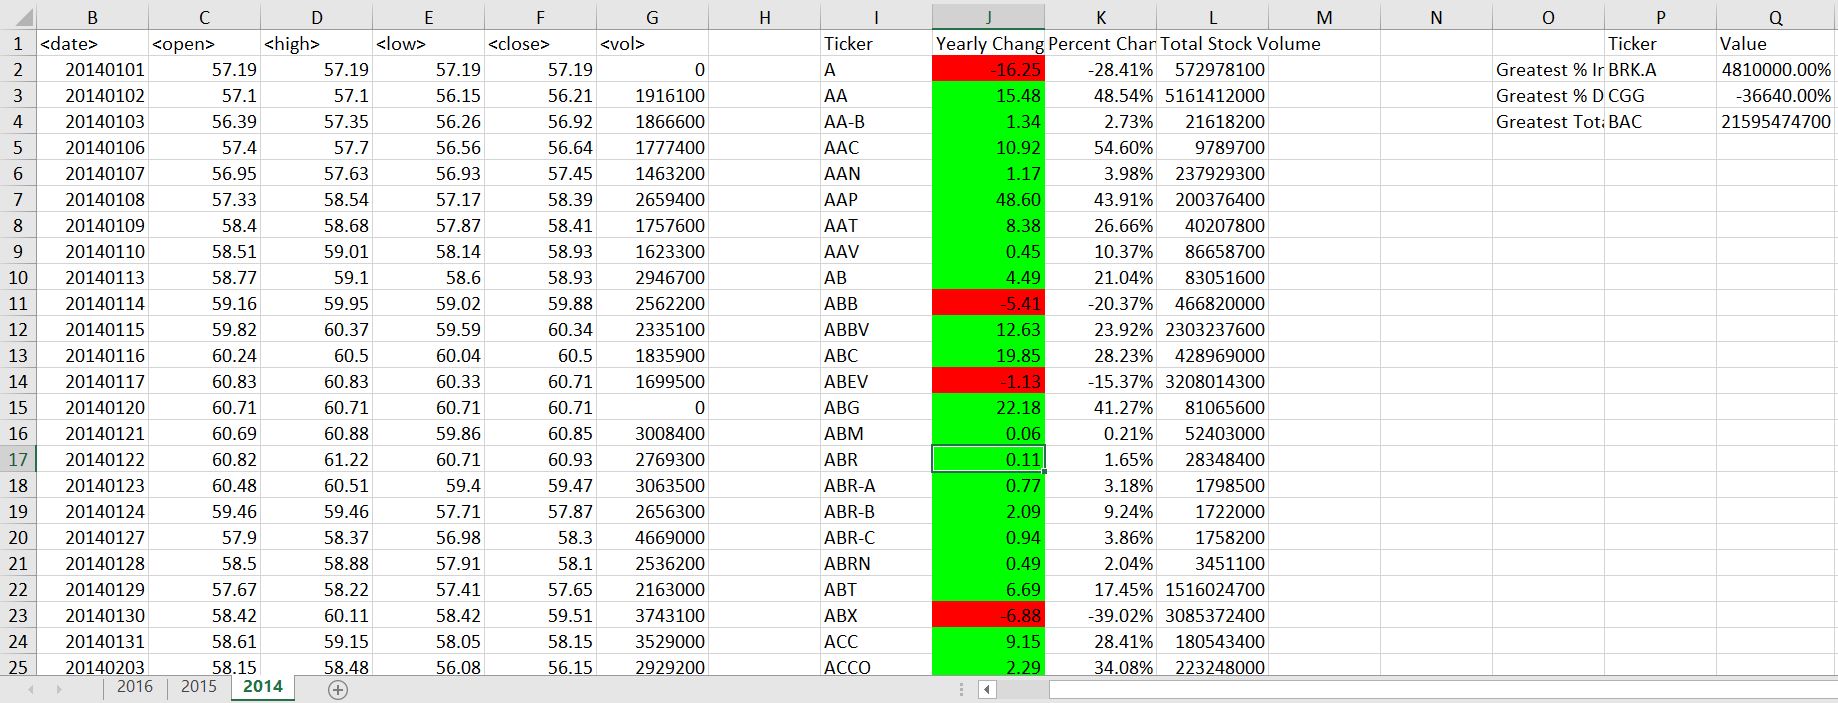 B C D E F G H I J K L M N O P Q
1 <date> <open> <high> <low> <close> <vol> Ticker Yearly Chang Percent Char Total Stock Volume Ticker Value
2 20140101 57.19 57.19 57.19 57.19 0 A -16.25 -28.41% 572978100 Greatest % Ir BRK.A 4810000.00%
3 20140102 57.1 57.1 56.15 56.21 1916100 AA 15.48 48.54% 5161412000 Greatest % D CGG -36640.00%
4 20140103 56.39 57.35 56.26 56.92 1866600 AA-B 1.34 2.73% 21618200 Greatest Tot BAC 21595474700
5 20140106 57.4 57.7 56.56 56.64 1777400 AAC 10.92 54.60% 9789700
6 20140107 56.95 57.63 56.93 57.45 1463200 AAN 1.17 3.98% 237929300
7 20140108 57.33 58.54 57.17 58.39 2659400 AAP 48.60 43.91% 200376400
8 20140109 58.4 58.68 57.87 58.41 1757600 AAT 8.38 26.66% 40207800
9 20140110 58.51 59.01 58.14 58.93 1623300 AAV 0.45 10.37% 86658700
10 20140113 58.77 59.1 58.6 58.93 2946700 AB 4.49 21.04% 83051600
11 20140114 59.16 59.95 59.02 59.88 2562200 ABB -5.41 -20.37% 466820000
12 20140115 59.82 60.37 59.59 60.34 2335100 ABBV 12.63 23.92% 2303237600
13 20140116 60.24 60.5 60.04 60.5 1835900 ABC 19.85 28.23% 428969000
14 20140117 60.83 60.83 60.33 60.71 1699500 ABEV -1.13 -15.37% 3208014300
15 20140120 60.71 60.71 60.71 60.71 0 ABG 22.18 41.27% 81065600
16 20140121 60.69 60.88 59.86 60.85 3008400 ABM 0.06 0.21% 52403000
17 20140122 60.82 61.22 60.71 60.93 2769300 ABR 0.11 1.65% 28348400
18 20140123 60.48 60.51 59.4 59.47 3063500 ABR-A 0.77 3.18% 1798500
19 20140124 59.46 59.46 57.71 57.87 2656300 ABR-B 2.09 9.24% 1722000
20 20140127 57.9 58.37 56.98 58.3 4669000 ABR-C 0.94 3.86% 1758200
21 20140128 58.5 58.88 57.91 58.1 2536200 ABRN 0.49 2.04% 3451100
22 20140129 57.67 58.22 57.41 57.65 2163000 ABT 6.69 17.45% 1516024700
23 20140130 58.42 60.11 58.42 59.51 3743100 ABX -6.88 -39.02% 3085372400
24 20140131 58.61 59.15 58.05 58.15 3529000 ACC 9.15 28.41% 180543400
25 20140203 58.15 58.48 56.08 56.15 2929200 ACCO 2.29 34.08% 223248000
2016 2015 2014